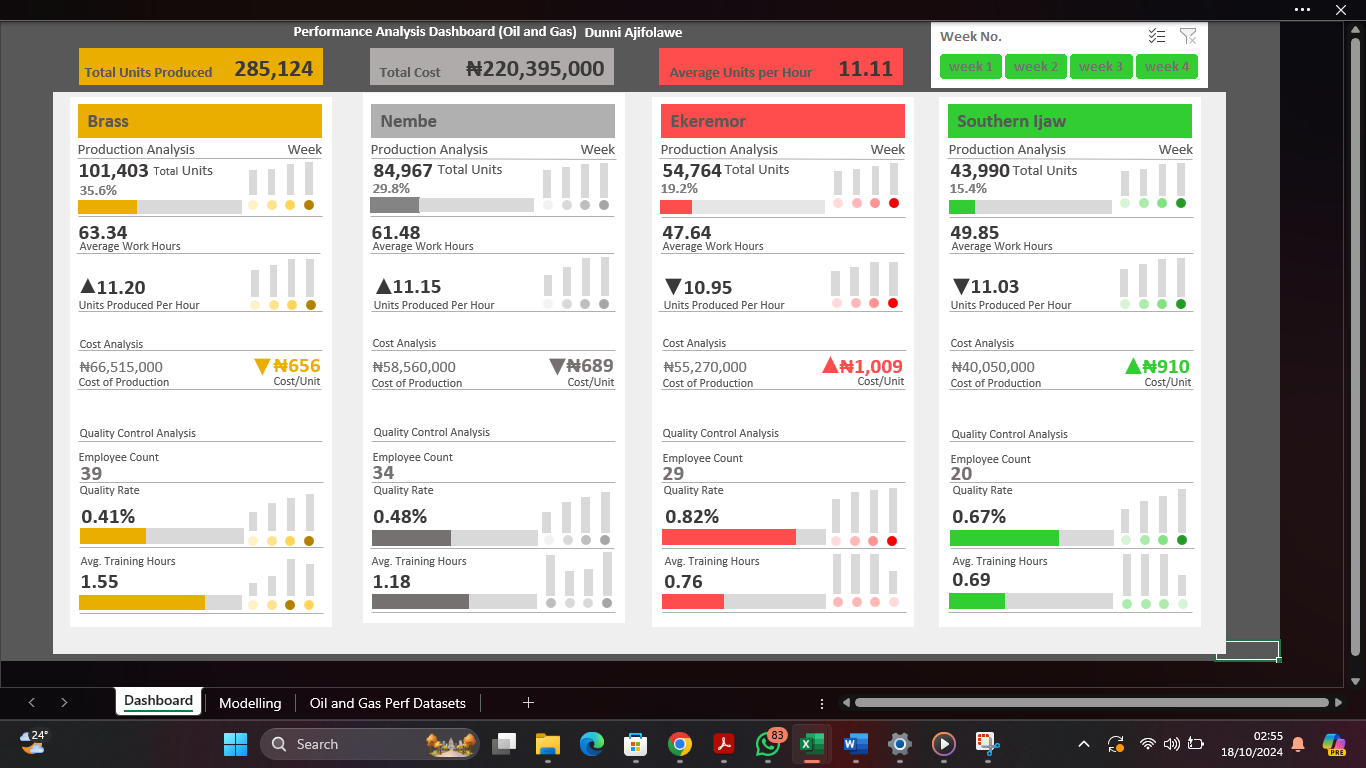 Performance Analysis Dashboard (Oil and Gas) Dunni Ajifolawe
Week No.
Total Units Produced 285,124
Total Cost ₦220,395,000
Average Units per Hour 11.11
week 1 week 2 week 3 week 4
Brass
Production Analysis Week
101,403 Total Units
35.6%
63.34
Average Work Hours
▲11.20
Units Produced Per Hour
Cost Analysis
₦66,515,000 ▼₦656
Cost of Production Cost/Unit
Quality Control Analysis
Employee Count
39
Quality Rate
0.41%
Avg. Training Hours
1.55
Nembe
Production Analysis Week
84,967 Total Units
29.8%
61.48
Average Work Hours
▲11.15
Units Produced Per Hour
Cost Analysis
₦58,560,000 ▼₦689
Cost of Production Cost/Unit
Quality Control Analysis
Employee Count
34
Quality Rate
0.48%
Avg. Training Hours
1.18
Ekeremor
Production Analysis Week
54,764 Total Units
19.2%
47.64
Average Work Hours
▼10.95
Units Produced Per Hour
Cost Analysis
₦55,270,000 ▲₦1,009
Cost of Production Cost/Unit
Quality Control Analysis
Employee Count
29
Quality Rate
0.82%
Avg. Training Hours
0.76
Southern Ijaw
Production Analysis Week
43,990 Total Units
15.4%
49.85
Average Work Hours
▼11.03
Units Produced Per Hour
Cost Analysis
₦40,050,000 ▲₦910
Cost of Production Cost/Unit
Quality Control Analysis
Employee Count
20
Quality Rate
0.67%
Avg. Training Hours
0.69
Dashboard Modelling Oil and Gas Perf Datasets
24°
Search
83
PRE
02:55
18/10/2024